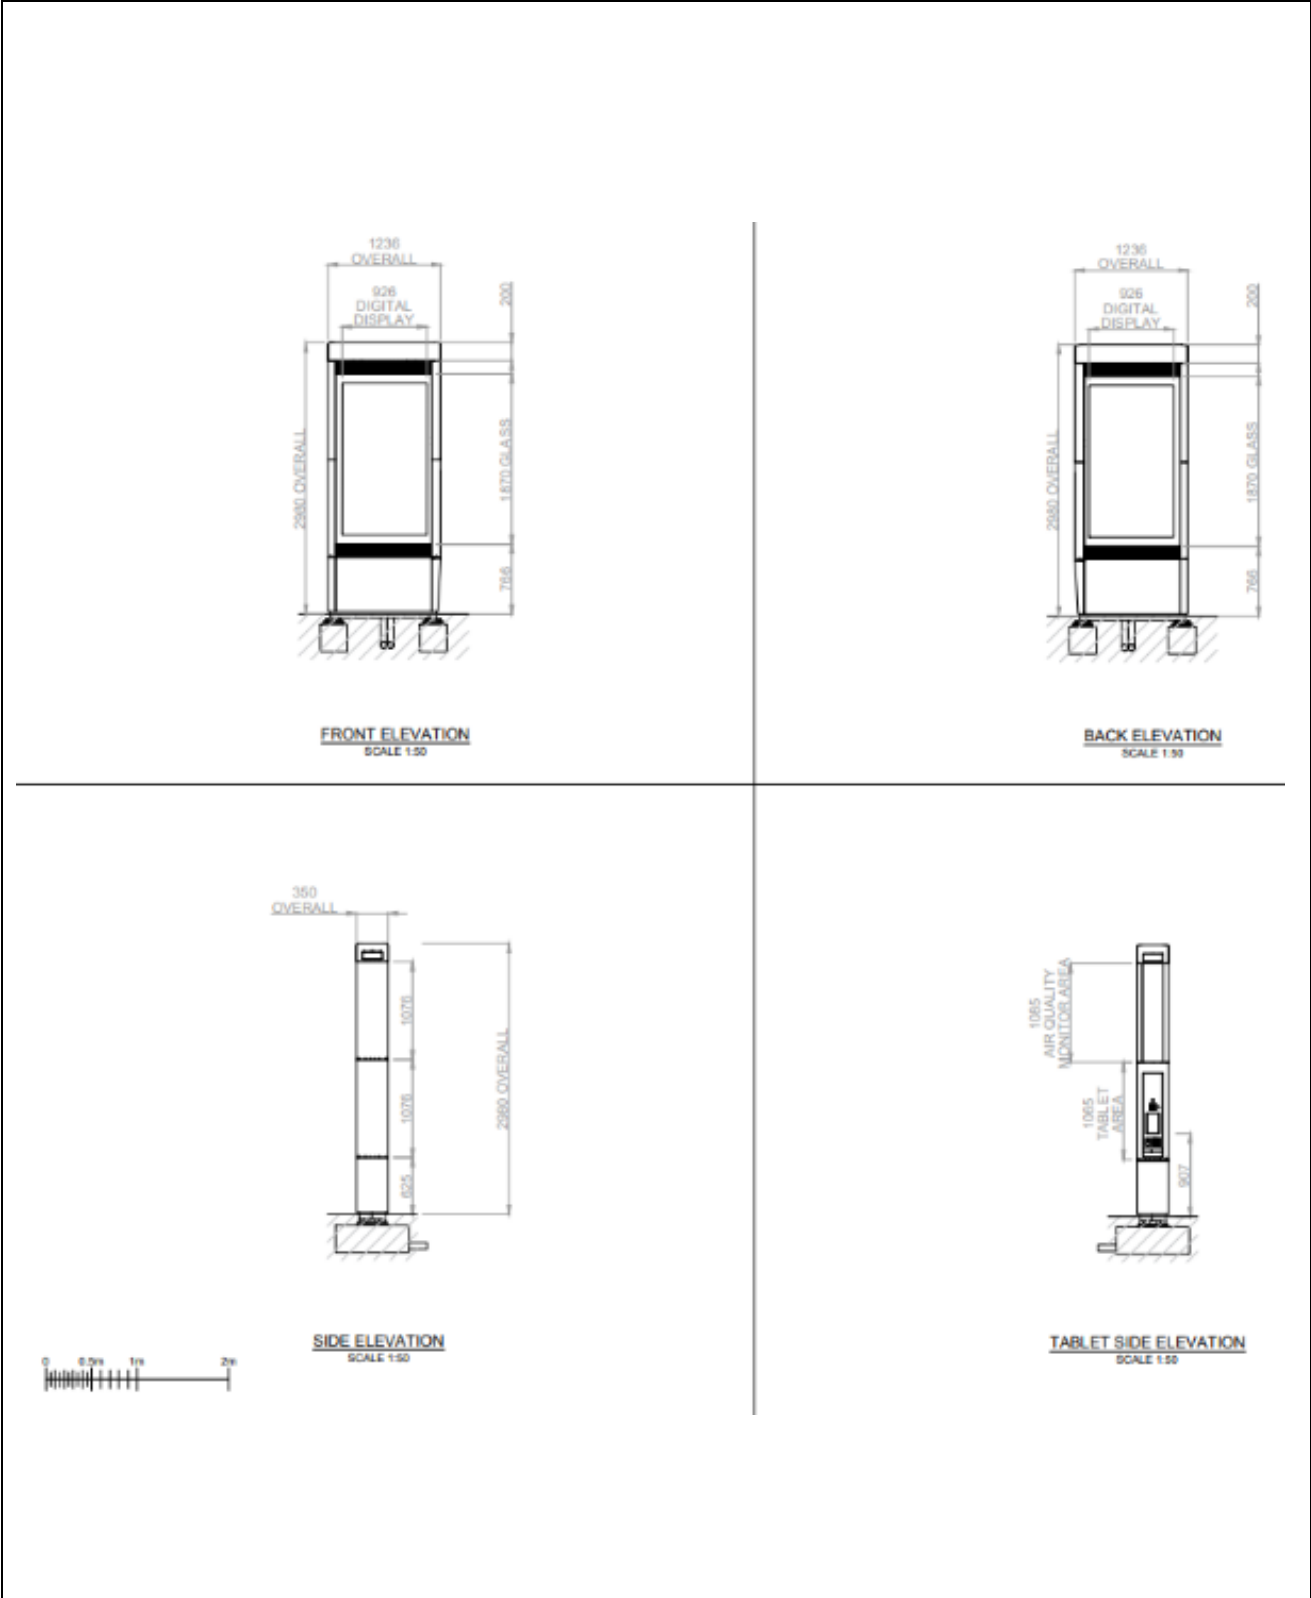 1236
OVERALL
926
DIGITAL
DISPLAY
200
2980 OVERALL
1870 GLASS
766
FRONT ELEVATION
SCALE 1:50
1236
OVERALL
926
DIGITAL
DISPLAY
200
2980 OVERALL
1870 GLASS
766
BACK ELEVATION
SCALE 1:50
350
OVERALL
1076
1076
625
2980 OVERALL
SIDE ELEVATION
SCALE 1:50
0 0.5m 1m 2m
1065
AIR QUALITY
MONITOR AREA
1065
TABLET
AREA
907
TABLET SIDE ELEVATION
SCALE 1:50